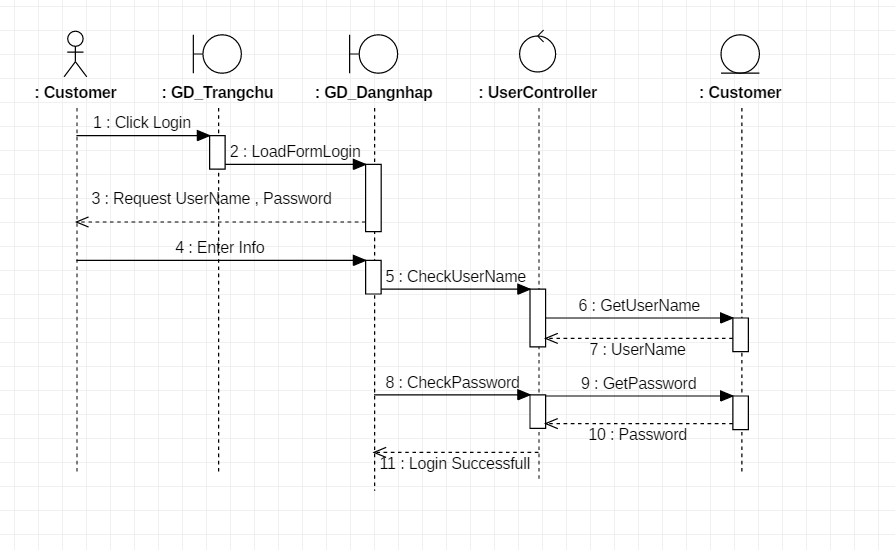 : Customer
: GD_Trangchu
: GD_Dangnhap
: UserController
: Customer
1 : Click Login
2 : LoadFormLogin
3 : Request UserName , Password
4 : Enter Info
5 : CheckUserName
6 : GetUserName
7 : UserName
8 : CheckPassword
9 : GetPassword
10 : Password
11 : Login Successfull